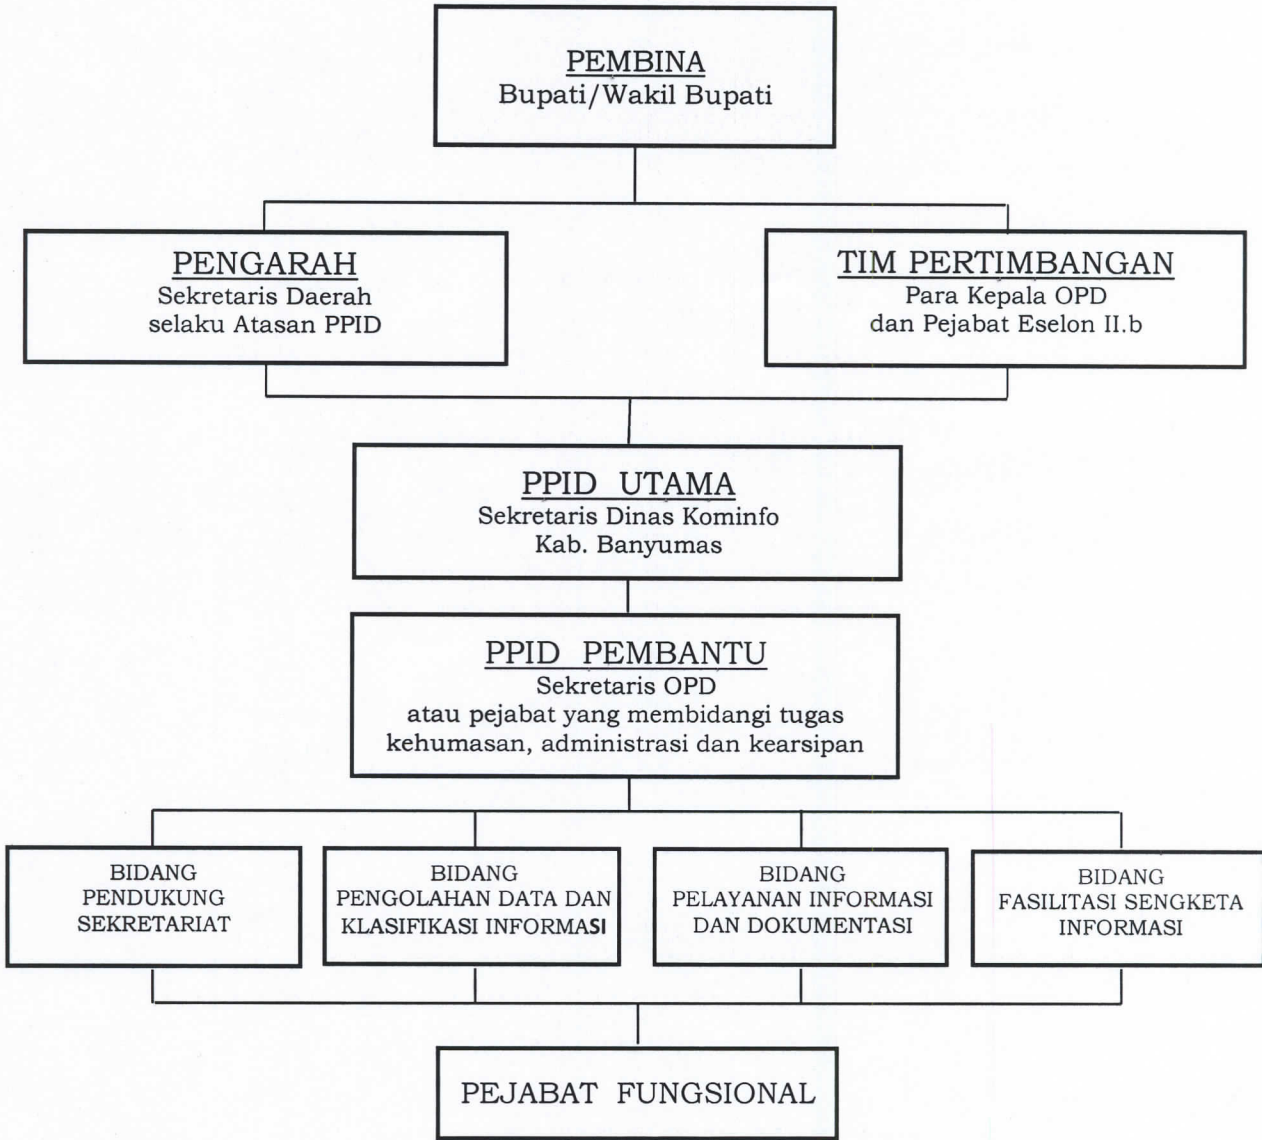 PEMBINA
Bupati/Wakil Bupati
PENGARAH
Sekretaris Daerah
selaku Atasan PPID
TIM PERTIMBANGAN
Para Kepala OPD
dan Pejabat Eselon II.b
PPID UTAMA
Sekretaris Dinas Kominfo
Kab. Banyumas
PPID PEMBANTU
Sekretaris OPD
atau pejabat yang membidangi tugas
kehumasan, administrasi dan kearsipan
BIDANG
PENDUKUNG
SEKRETARIAT
BIDANG
PENGOLAHAN DATA DAN
KLASIFIKASI INFORMASI
BIDANG
PELAYANAN INFORMASI
DAN DOKUMENTASI
BIDANG
FASILITASI SENGKETA
INFORMASI
PEJABAT FUNGSIONAL